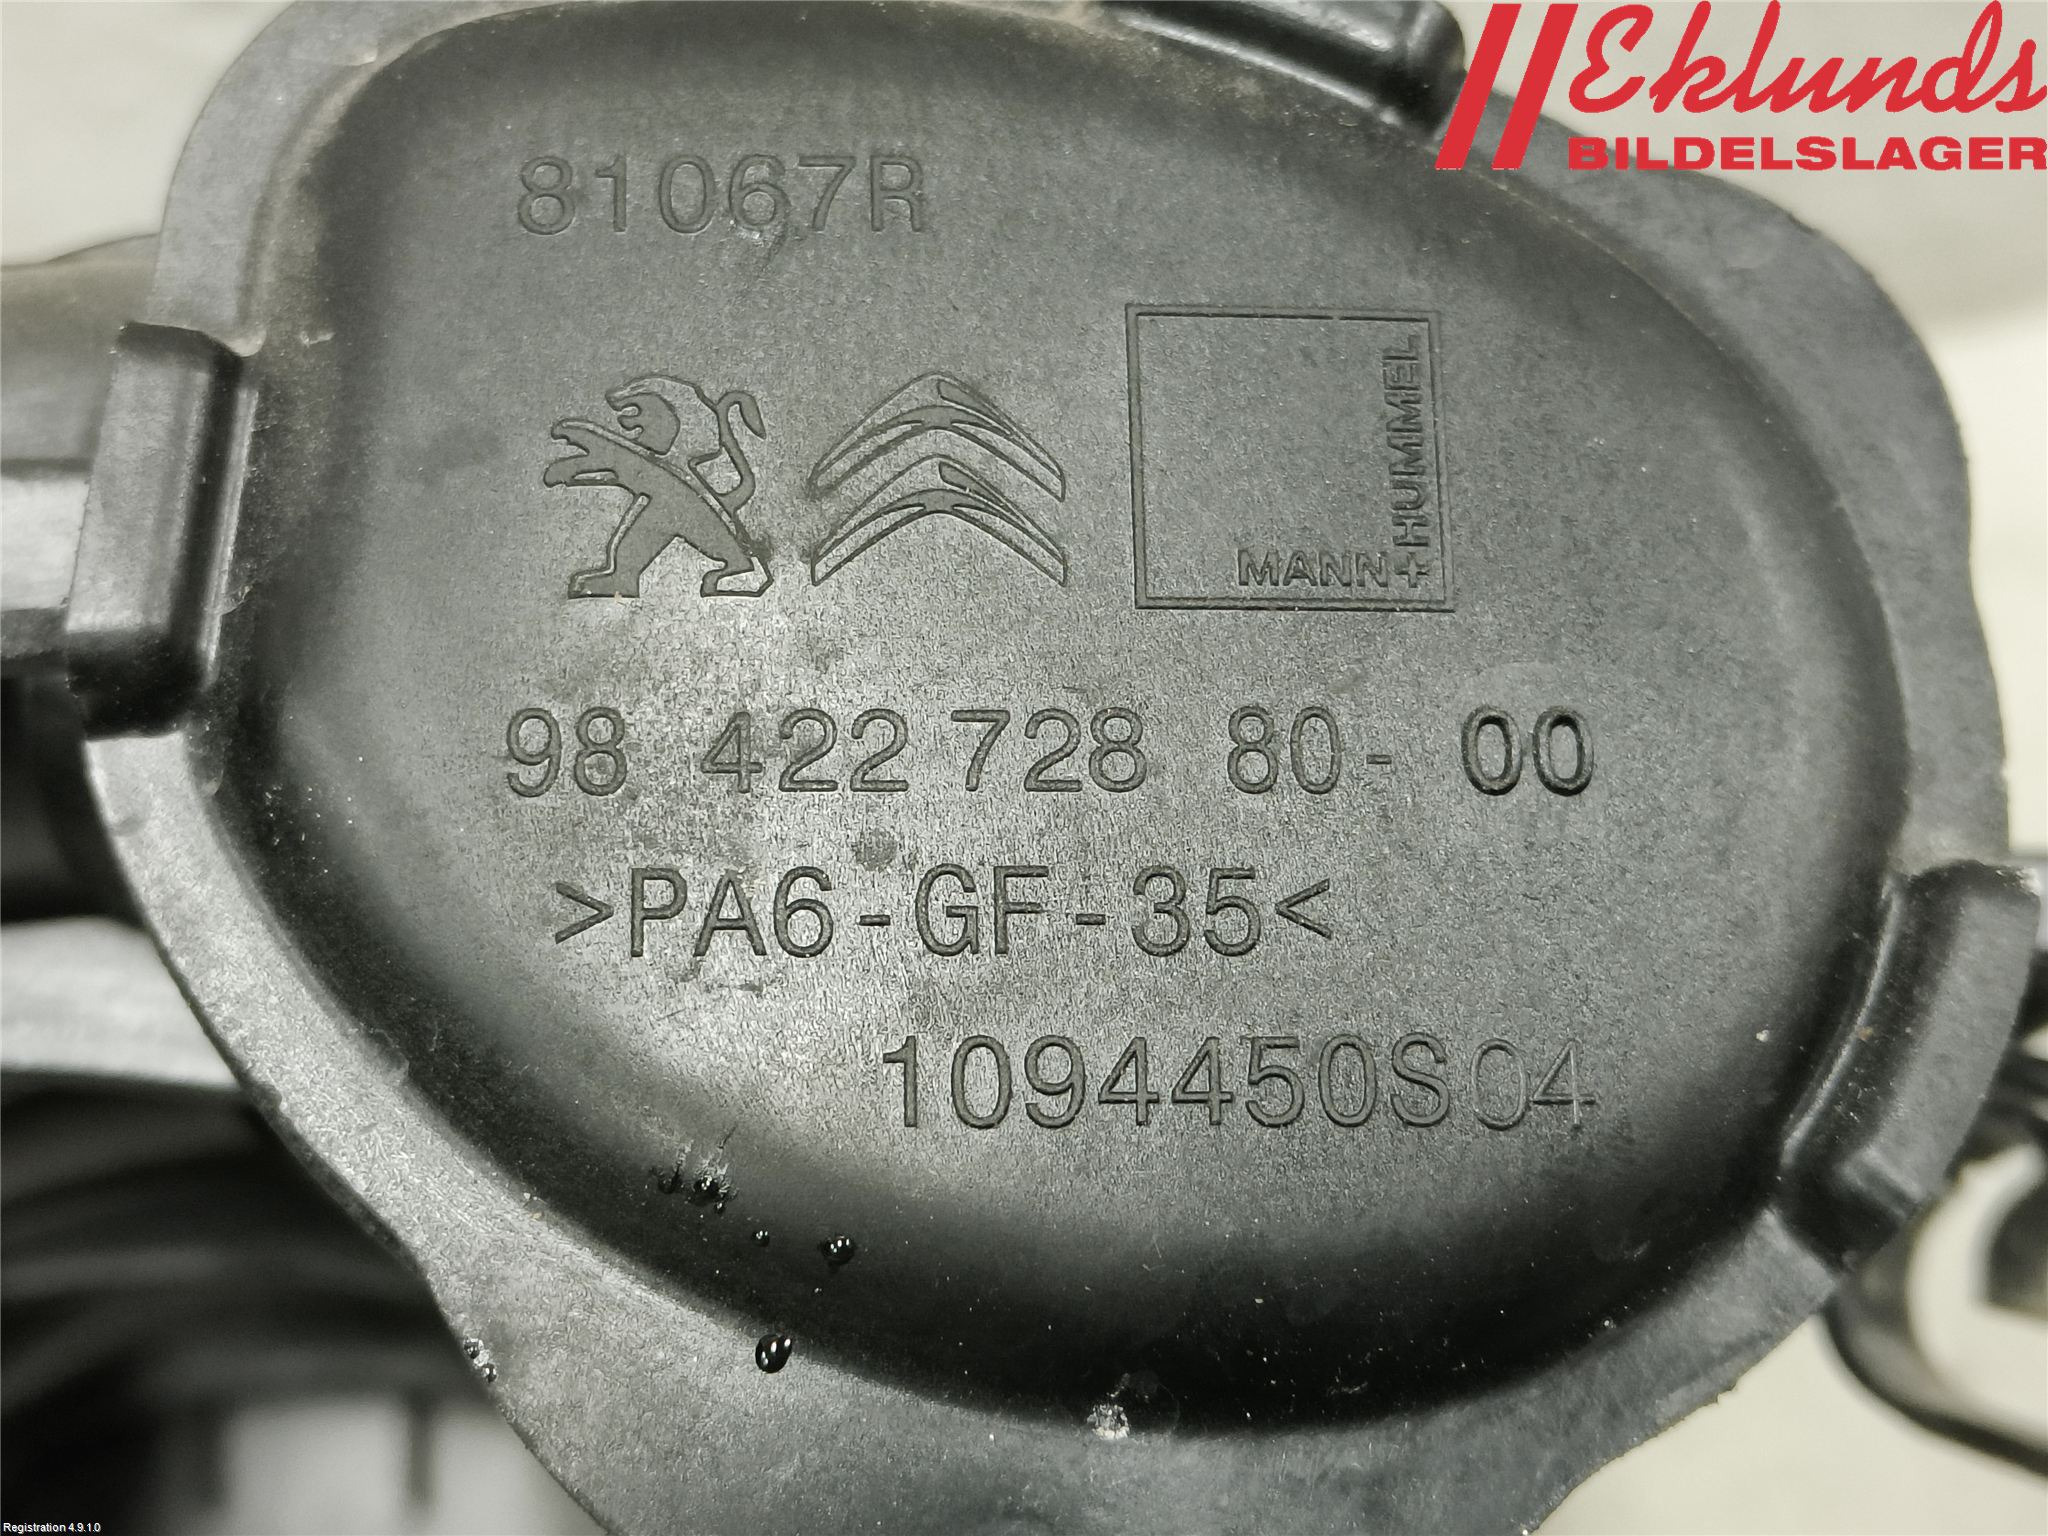 Eklunds
BILDELSLAGER
81067R
MANN+HUMMEL
98 422 728 80- 00
>PA6-GF-35<
1094450S04
Registration 4.9.1.0